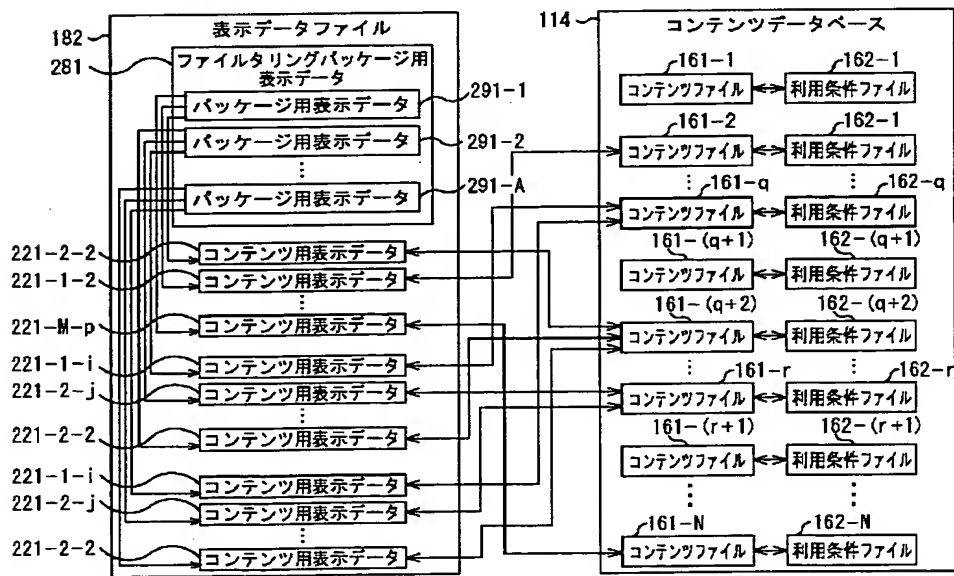 表示データファイル
182
ファイルタリングパッケージ用
表示データ
281
パッケージ用表示データ
291-1
パッケージ用表示データ
291-2
パッケージ用表示データ
291-A
221-2-2
コンテンツ用表示データ
221-1-2
コンテンツ用表示データ
221-M-p
コンテンツ用表示データ
221-1-i
コンテンツ用表示データ
221-2-j
コンテンツ用表示データ
221-2-2
コンテンツ用表示データ
221-1-i
コンテンツ用表示データ
221-2-j
コンテンツ用表示データ
221-2-2
コンテンツ用表示データ
114
コンテンツデータベース
161-1 162-1
コンテンツファイル 利用条件ファイル
161-2 162-1
コンテンツファイル 利用条件ファイル
161-q 162-q
コンテンツファイル 利用条件ファイル
161-(q+1) 162-(q+1)
コンテンツファイル 利用条件ファイル
161-(q+2) 162-(q+2)
コンテンツファイル 利用条件ファイル
161-r 162-r
コンテンツファイル 利用条件ファイル
161-(r+1) 162-(r+1)
コンテンツファイル 利用条件ファイル
161-N 162-N
コンテンツファイル 利用条件ファイル